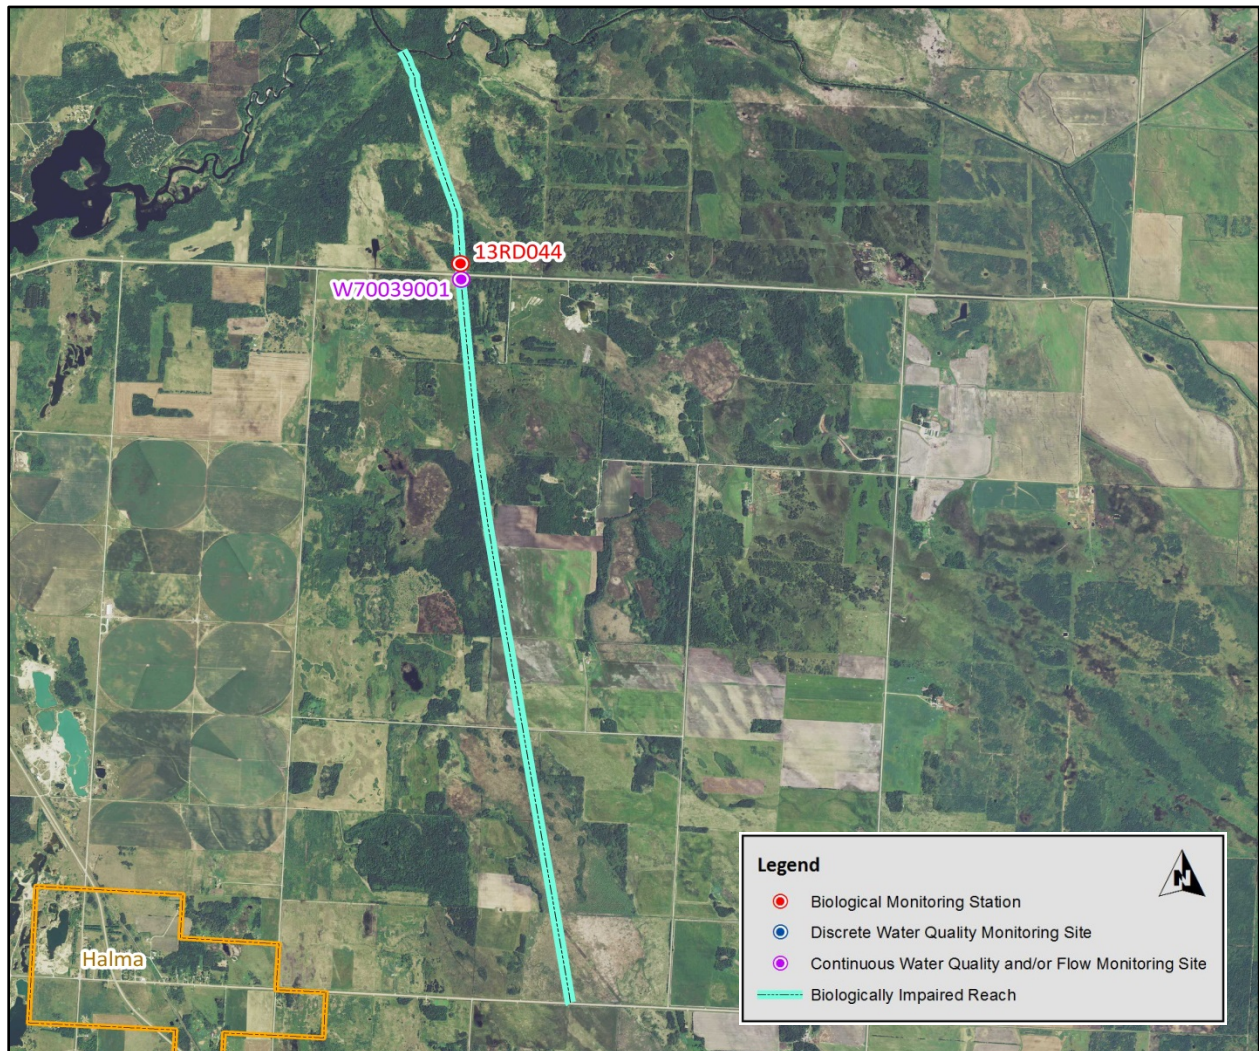 13RD044
W70039001
Halma
Legend
N
Biological Monitoring Station
Discrete Water Quality Monitoring Site
Continuous Water Quality and/or Flow Monitoring Site
Biologically Impaired Reach